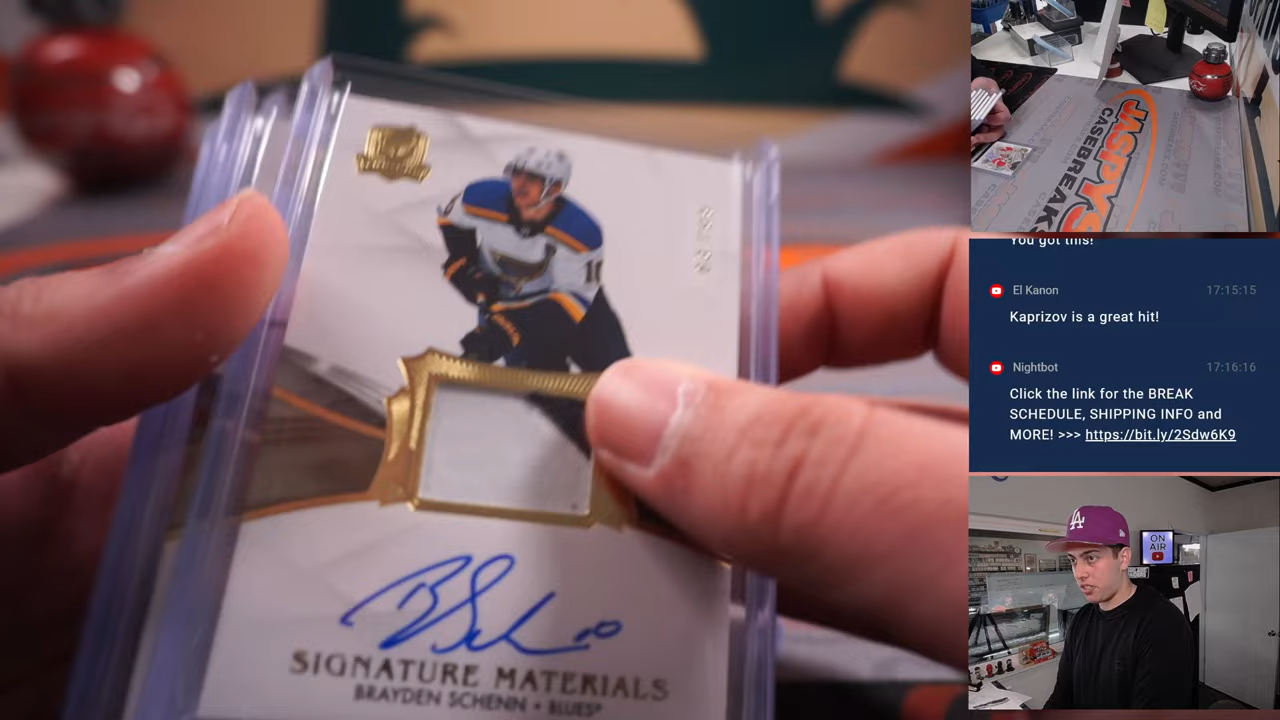 10
SIGNATURE MATERIALS
BRAYDEN SCHENN • BLUES
JASPYS
CASEBREAKS
You got this!
El Kanon 17:15:15
Kaprizov is a great hit!
Nightbot 17:16:16
Click the link for the BREAK
SCHEDULE, SHIPPING INFO and
MORE! >>> https://bit.ly/2Sdw6K9
LA
ON
AIR